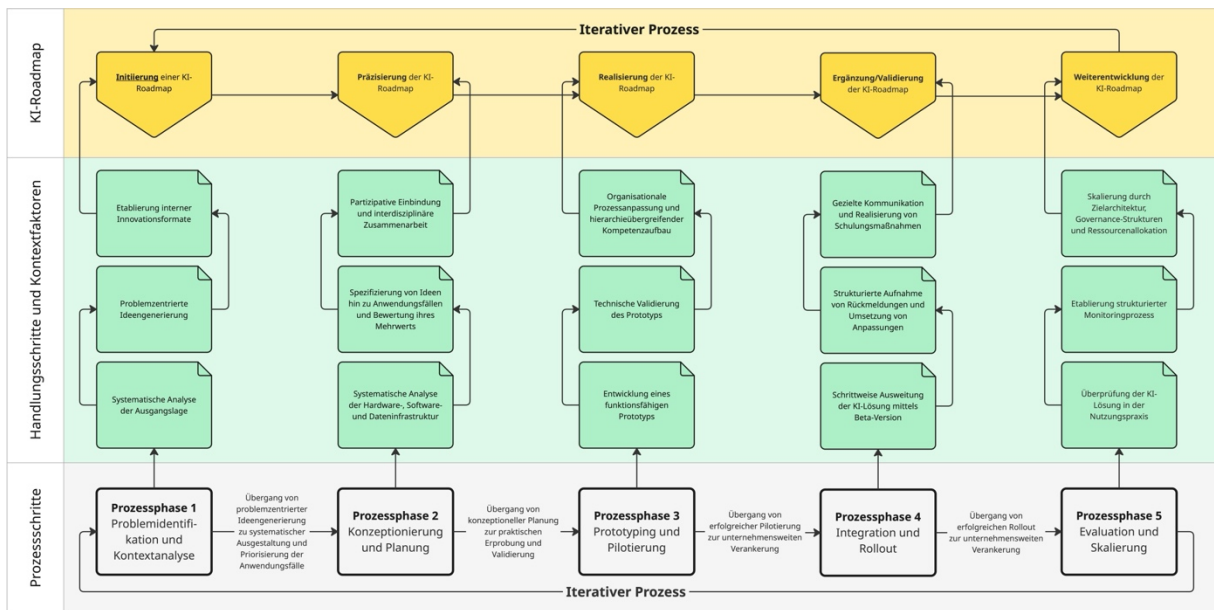 KI-Roadmap
Iterativer Prozess
Initiierung einer KI-
Roadmap
Präzisierung der KI-
Roadmap
Realisierung der KI-
Roadmap
Ergänzung/Validierung
der KI-Roadmap
Weiterentwicklung der
KI-Roadmap
Handlungsschritte und Kontextfaktoren
Etablierung interner
Innovationsformate
Partizipative Einbindung
und interdisziplinäre
Zusammenarbeit
Organisationale
Prozessanpassung und
hierarchieübergreifender
Kompetenzaufbau
Gezielte Kommunikation
und Realisierung von
Schulungsmaßnahmen
Skalierung durch
Zielarchitektur,
Governance-Strukturen
und Ressourcenallokation
Problemzentrierte
Ideengenerierung
Spezifizierung von Ideen
hin zu Anwendungsfällen
und Bewertung ihres
Mehrwerts
Technische Validierung
des Prototyps
Strukturierte Aufnahme
von Rückmeldungen und
Umsetzung von
Anpassungen
Etablierung strukturierter
Monitoringprozess
Systematische Analyse
der Ausgangslage
Systematische Analyse
der Hardware-, Software-
und Dateninfrastruktur
Entwicklung eines
funktionsfähigen
Prototyps
Schrittweise Ausweitung
der KI-Lösung mittels
Beta-Version
Überprüfung der KI-
Lösung in der
Nutzungspraxis
Prozessschritte
Prozessphase 1
Problemidentifi-
kation und
Kontextanalyse
Übergang von
problemzentrierter
Ideengenerierung
zu systematischer
Ausgestaltung und
Priorisierung der
Anwendungsfälle
Prozessphase 2
Konzeptionierung
und Planung
Übergang von
konzeptioneller Planung
zur praktischen
Erprobung und
Validierung
Prozessphase 3
Prototyping und
Pilotierung
Übergang von
erfolgreicher Pilotierung
zur unternehmensweiten
Verankerung
Prozessphase 4
Integration und
Rollout
Übergang von
erfolgreichen Rollout
zur unternehmensweiten
Verankerung
Prozessphase 5
Evaluation und
Skalierung
Iterativer Prozess